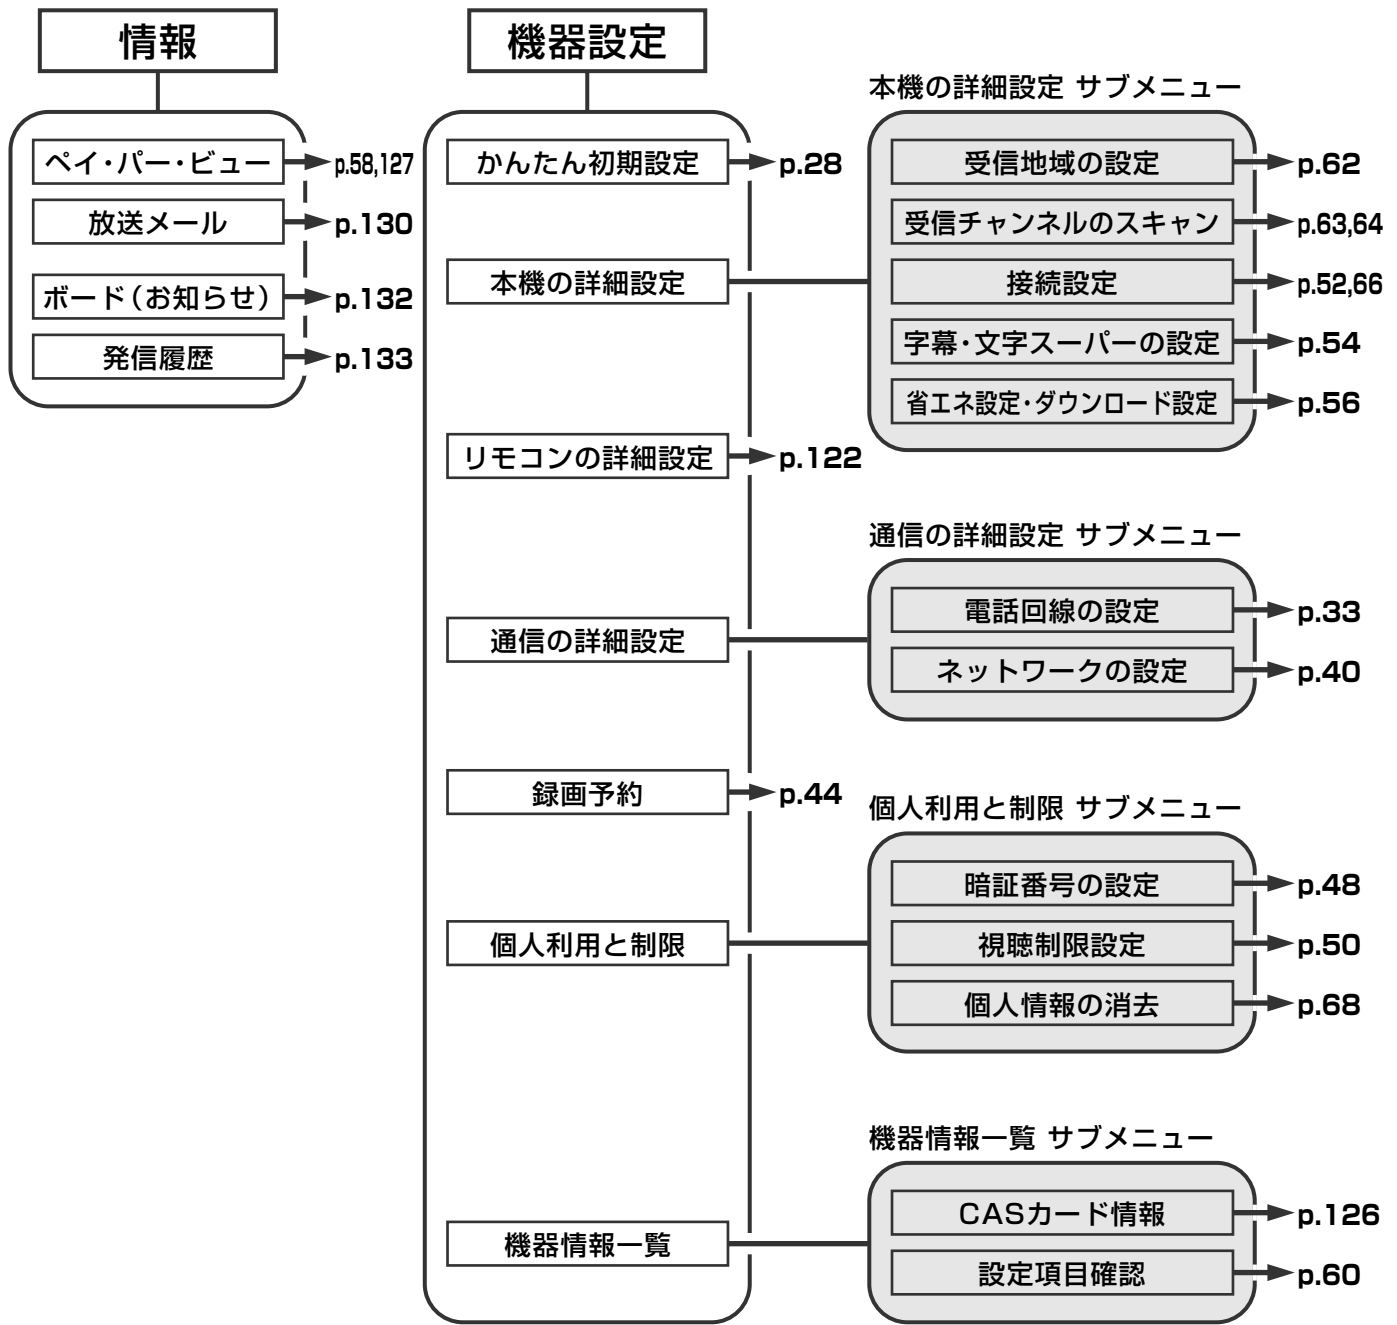 情報
ペイ・パー・ビュー p.58,127
放送メール p.130
ボード（お知らせ） p.132
発信履歴 p.133
機器設定
かんたん初期設定 p.28
本機の詳細設定
リモコンの詳細設定 p.122
通信の詳細設定
録画予約 p.44
個人利用と制限
機器情報一覧
本機の詳細設定 サブメニュー
受信地域の設定 p.62
受信チャンネルのスキャン p.63,64
接続設定 p.52,66
字幕・文字スーパーの設定 p.54
省エネ設定・ダウンロード設定 p.56
通信の詳細設定 サブメニュー
電話回線の設定 p.33
ネットワークの設定 p.40
個人利用と制限 サブメニュー
暗証番号の設定 p.48
視聴制限設定 p.50
個人情報の消去 p.68
機器情報一覧 サブメニュー
CASカード情報 p.126
設定項目確認 p.60